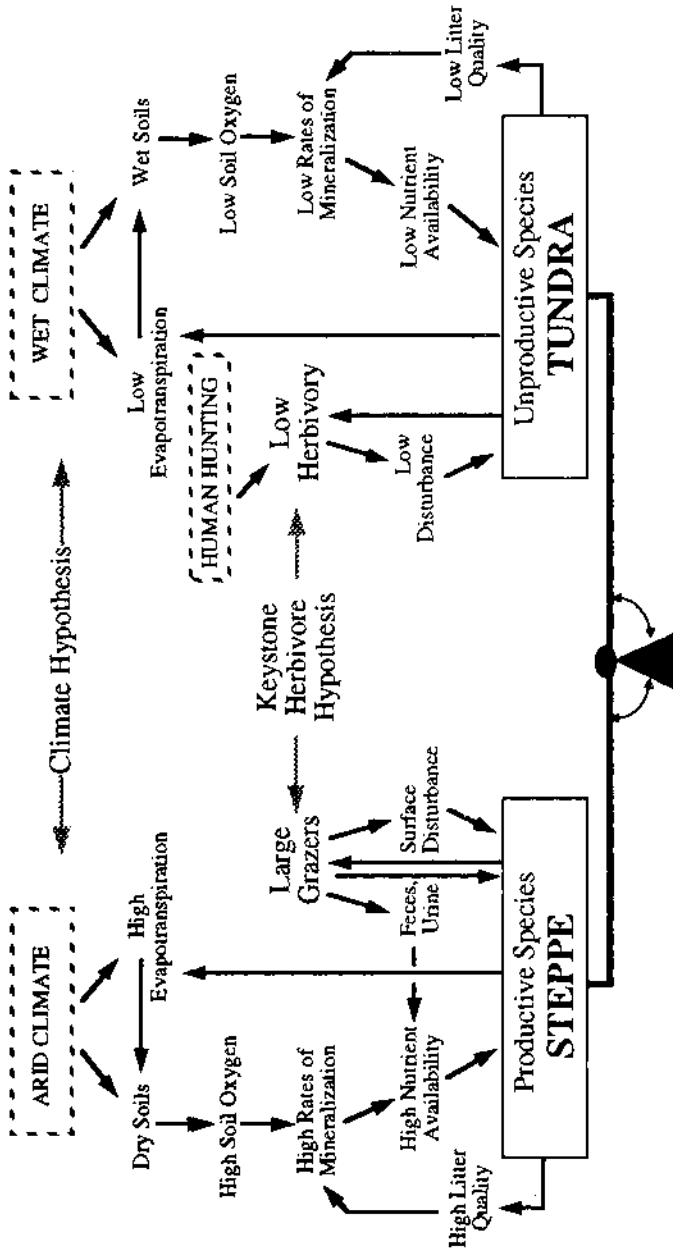 Climate Hypothesis
ARID CLIMATE
WET CLIMATE
Dry Soils
High
Evapotranspiration
Low
Evapotranspiration
Wet Soils
High Soil Oxygen
Low Soil Oxygen
HUMAN HUNTING
High Rates of
Mineralization
Large
Grazers
Keystone
Herbivore
Hypothesis
Low
Herbivory
Low Rates of
Mineralization
High Nutrient
Availability
Feces,
Urine
Surface
Disturbance
Low
Disturbance
Low Nutrient
Availability
High Litter
Quality
Low Litter
Quality
Productive Species
STEPPE
Unproductive Species
TUNDRA